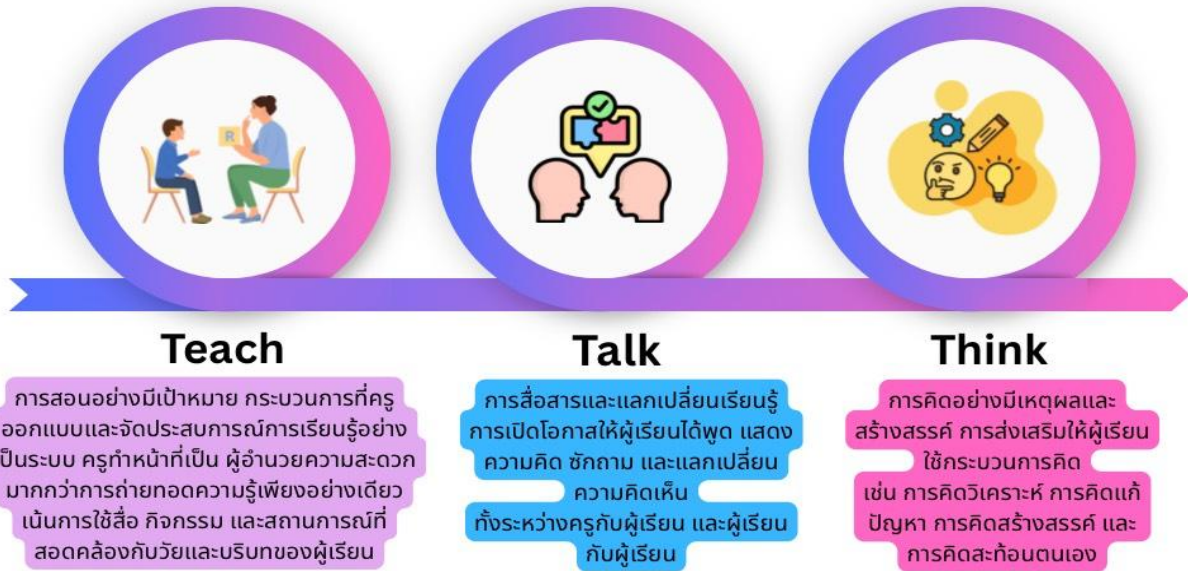 R
Teach
การสอนอย่างมีเป้าหมาย กระบวนการที่ครู
ออกแบบและจัดประสบการณ์การเรียนรู้อย่าง
ป็นระบบ ครูทำหน้าที่เป็น ผู้อำนวยความสะดวก
มากกว่าการถ่ายทอดความรู้เพียงอย่างเดียว
เน้นการใช้สื่อ กิจกรรม และสถานการณ์ที่
สอดคล้องกับวัยและบริบทของผู้เรียน
Talk
การสื่อสารและแลกเปลี่ยนเรียนรู้
การเปิดโอกาสให้ผู้เรียนได้พูด แสดง
ความคิด ซักถาม และแลกเปลี่ยน
ความคิดเห็น
ทั้งระหว่างครูกับผู้เรียน และผู้เรียน
กับผู้เรียน
Think
การคิดอย่างมีเหตุผลและ
สร้างสรรค์ การส่งเสริมให้ผู้เรียน
ใช้กระบวนการคิด
เช่น การคิดวิเคราะห์ การคิดแก้
ปัญหา การคิดสร้างสรรค์ และ
การคิดสะท้อนตนเอง